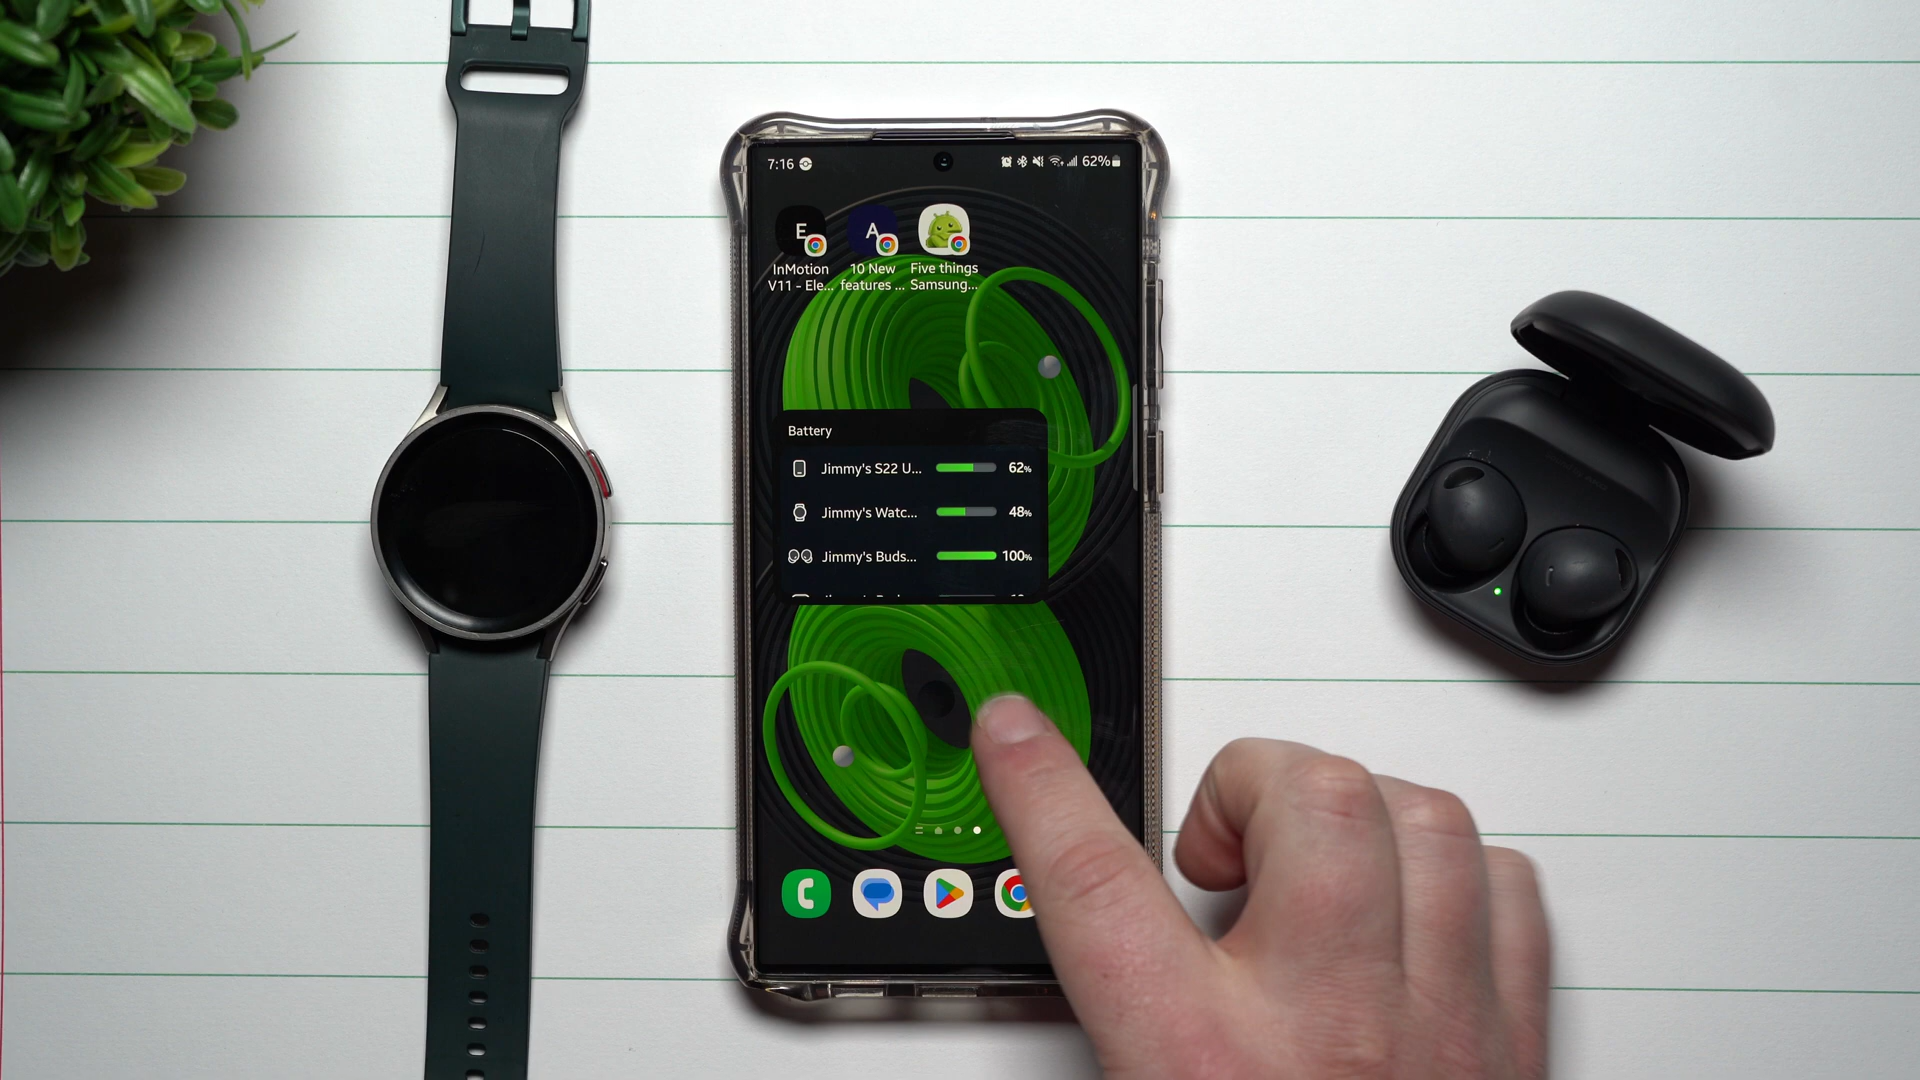 7:16
62%
E
A
InMotion
V11 - Ele...
10 New
features ...
Five things
Samsung...
Battery
Jimmy's S22 U... 62%
Jimmy's Watc... 48%
Jimmy's Buds... 100%